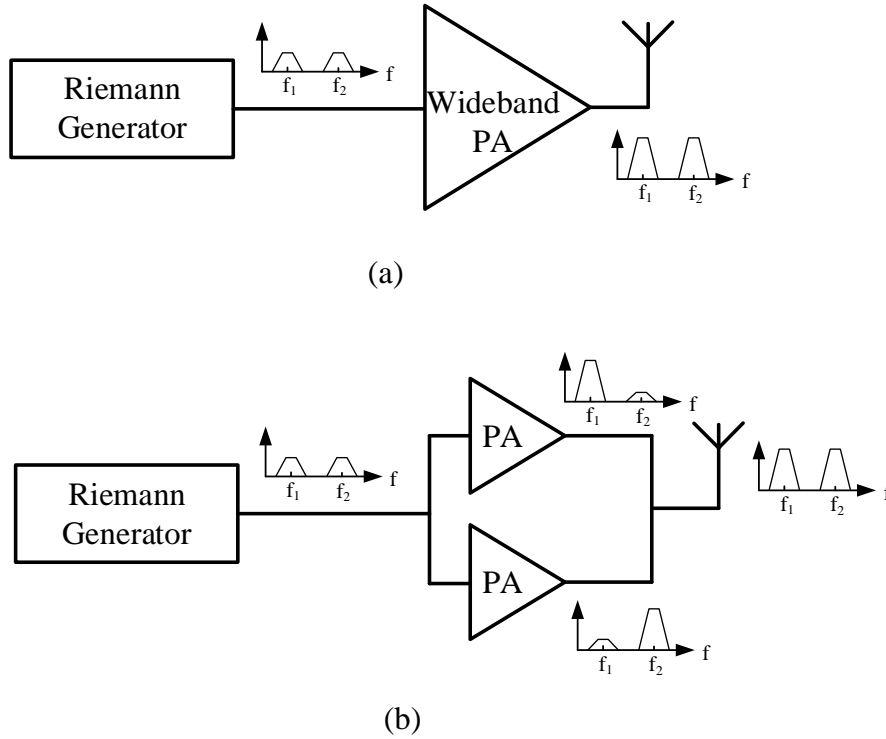 Riemann
Generator
f₁ f₂ f
Wideband
PA
f₁ f₂ f
(a)
Riemann
Generator
f₁ f₂ f
PA
f₁ f₂ f
PA
f₁ f₂ f
f₁ f₂ f
(b)